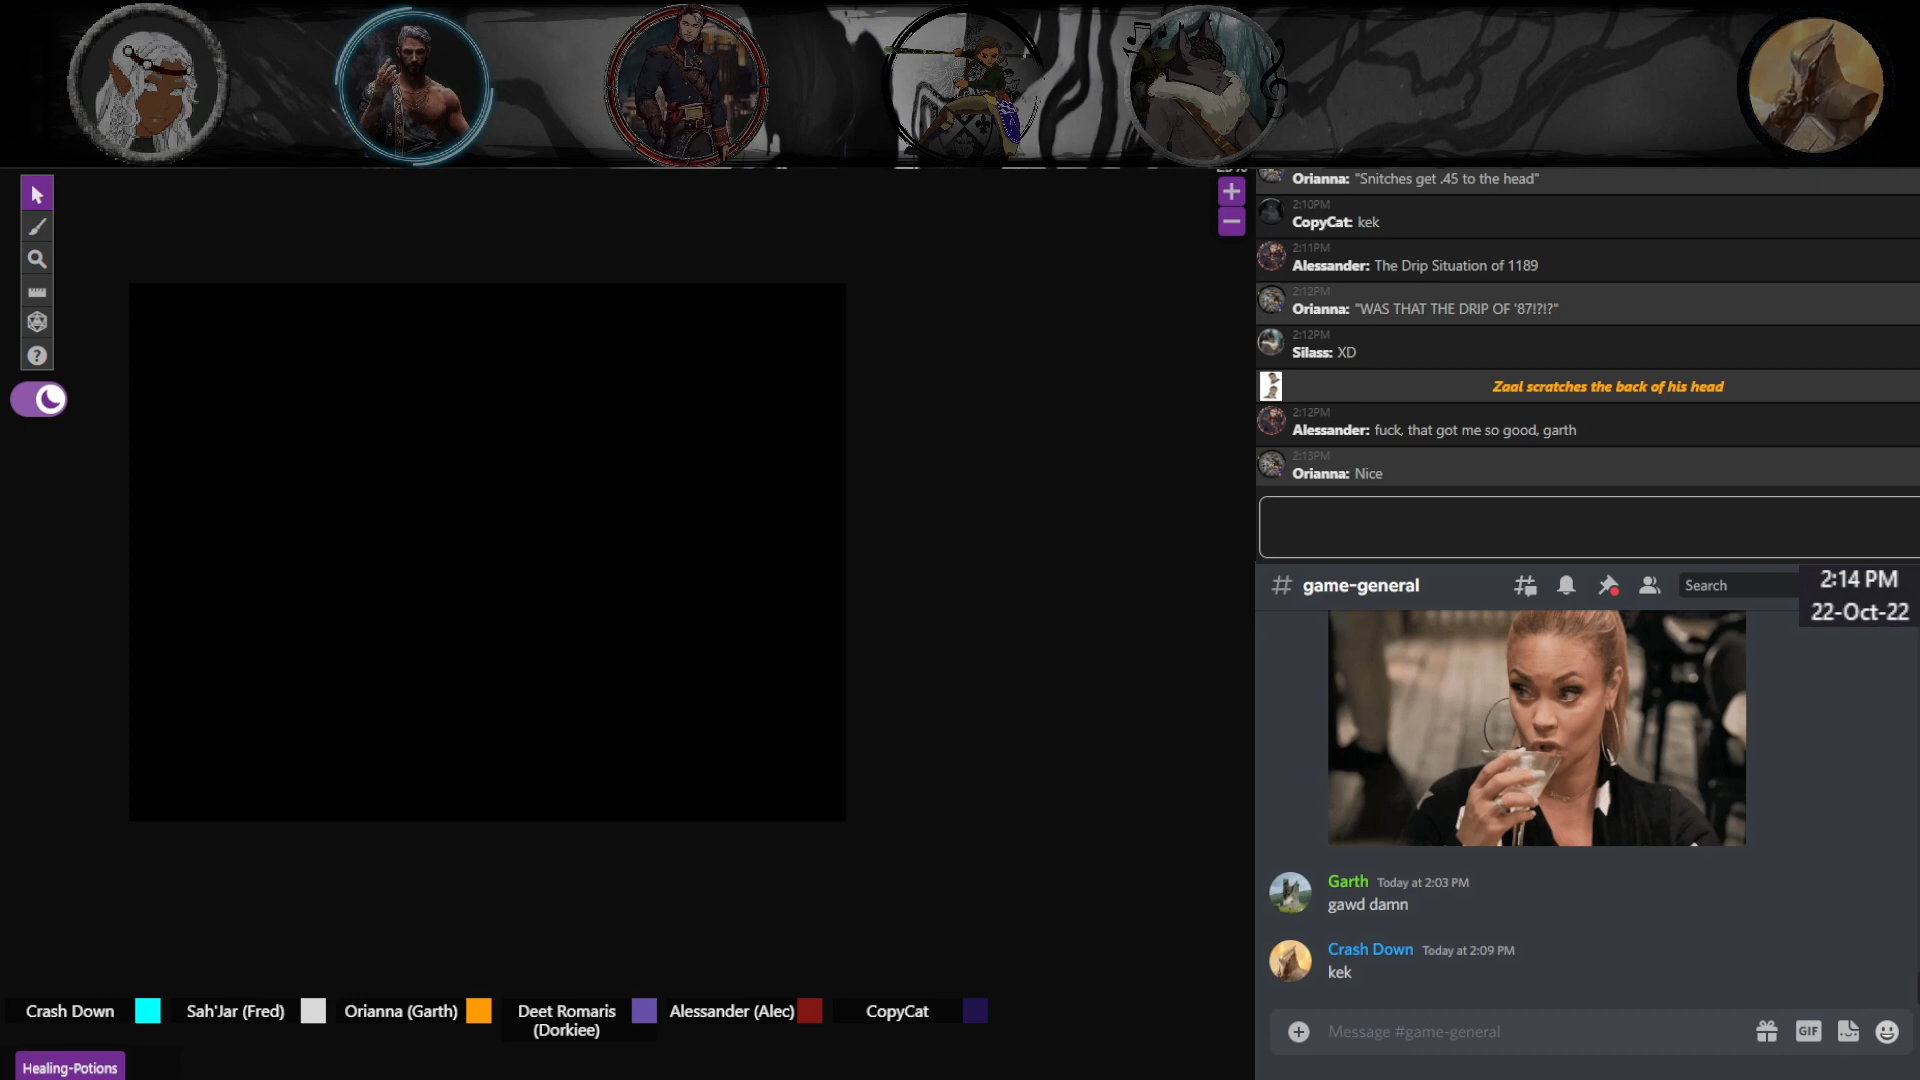 Orianna: "Snitches get .45 to the head"
2:10PM
CopyCat: kek
2:11PM
Alessander: The Drip Situation of 1189
2:12PM
Orianna: "WAS THAT THE DRIP OF '87!?!?"
2:12PM
Silass: XD
Zaal scratches the back of his head
2:12PM
Alessander: fuck, that got me so good, garth
2:13PM
Orianna: Nice
game-general
Search
2:14 PM
22-Oct-22
Garth Today at 2:03 PM
gawd damn
Crash Down Today at 2:09 PM
kek
Message #game-general
GIF
Crash Down
Sah'Jar (Fred)
Orianna (Garth)
Deet Romaris
(Dorkiee)
Alessander (Alec)
CopyCat
Healing-Potions